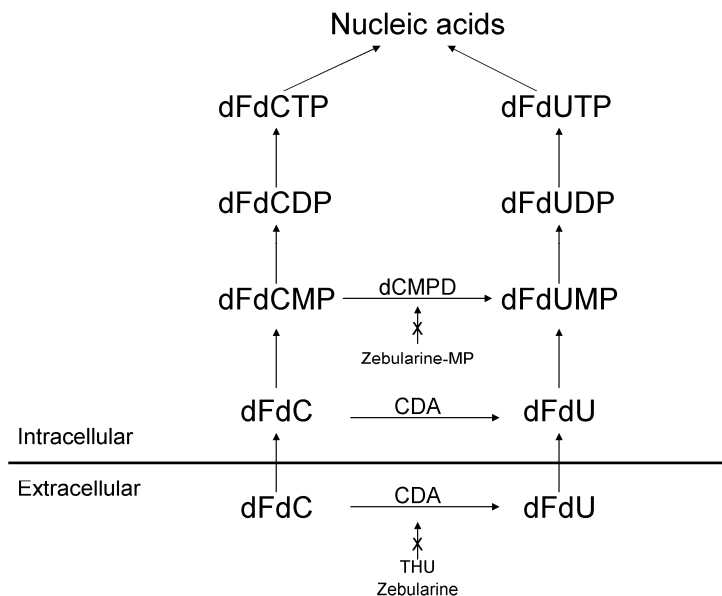 Nucleic acids
dFdCTP
dFdUTP
dFdCDP
dFdUDP
dFdCMP
dCMPD
dFdUMP
X
Zebularine-MP
dFdC
CDA
dFdU
Intracellular
Extracellular
dFdC
CDA
dFdU
X
THU
Zebularine